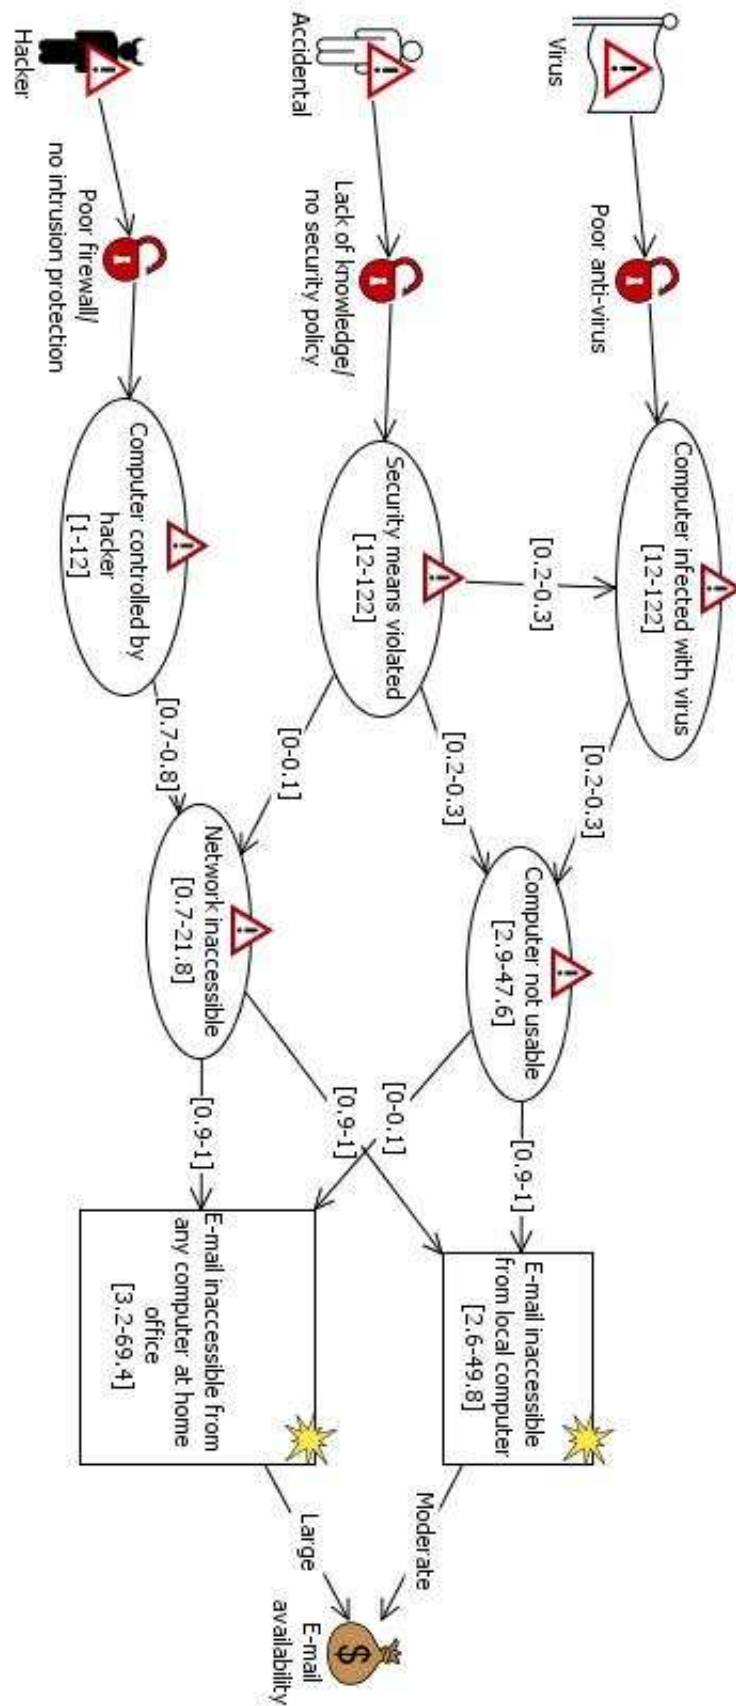 Virus
Poor anti-virus
Computer infected with virus
[12-122]
[0.2-0.3]
[0.2-0.3]
Accidental
Lack of knowledge/
no security policy
Security means violated
[12-122]
[0.2-0.3]
[0-0.1]
Hacker
Poor firewall/
no intrusion protection
Computer controlled by
hacker
[1-12]
[0.7-0.8]
Computer not usable
[2.9-47.6]
[0.9-1]
[0-0.1]
Network inaccessible
[0.7-21.8]
[0.9-1]
[0.9-1]
E-mail inaccessible
from local computer
[2.6-49.8]
Moderate
E-mail inaccessible from
any computer at home
office
[3.2-69.4]
Large
E-mail
availability
$